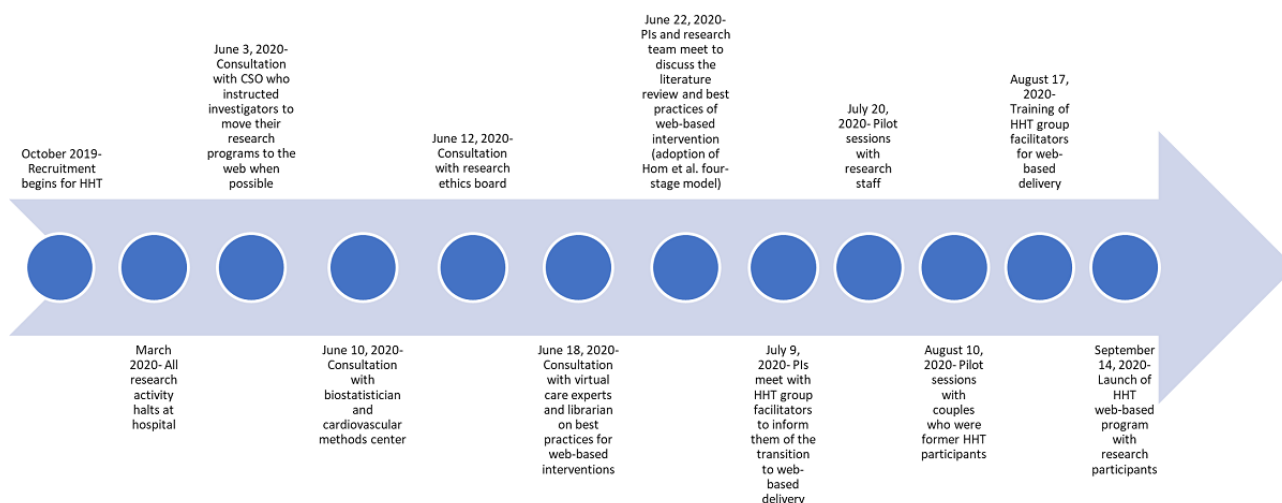 October 2019-
Recruitment
begins for HHT
March
2020- All
research
activity
halts at
hospital
June 3, 2020-
Consultation
with CSO who
instructed
investigators to
move their
research
programs to the
web when
possible
June 10, 2020-
Consultation
with
biostatistician
and
cardiovascular
methods center
June 12, 2020-
Consultation
with research
ethics board
June 18, 2020-
Consultation
with virtual
care experts
and librarian
on best
practices for
web-based
interventions
June 22, 2020-
PIs and research
team meet to
discuss the
literature
review and best
practices of
web-based
intervention
(adoption of
Hom et al. four-
stage model)
July 9,
2020- PIs
meet with
HHT group
facilitators
to inform
them of the
transition
to web-
based
delivery
July 20,
2020- Pilot
sessions
with
research
staff
August 10,
2020- Pilot
sessions
with
couples
who were
former HHT
participants
August 17,
2020-
Training of
HHT group
facilitators
for web-
based
delivery
September
14, 2020-
Launch of
HHT
web-based
program
with
research
participants